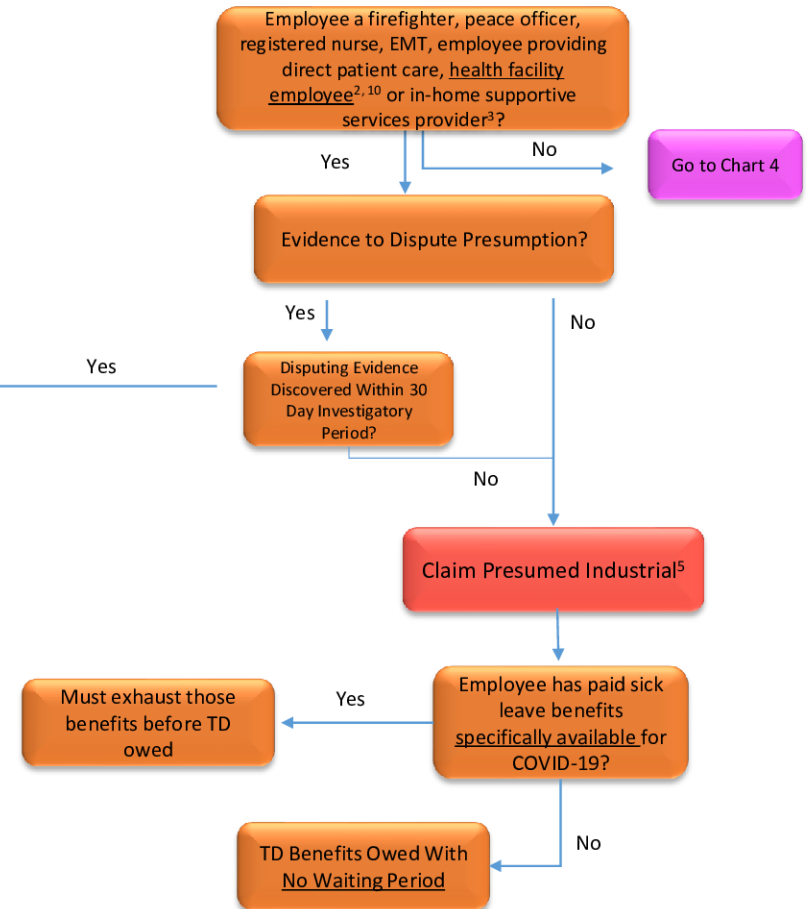 Employee a firefighter, peace officer,
registered nurse, EMT, employee providing
direct patient care, health facility
employee2, 10 or in-home supportive
services provider3?
Yes
No
Go to Chart 4
Evidence to Dispute Presumption?
Yes
No
Yes
Disputing Evidence
Discovered Within 30
Day Investigatory
Period?
No
Claim Presumed Industrial5
Employee has paid sick
leave benefits
specifically available for
COVID-19?
Yes
Must exhaust those
benefits before TD
owed
No
TD Benefits Owed With
No Waiting Period